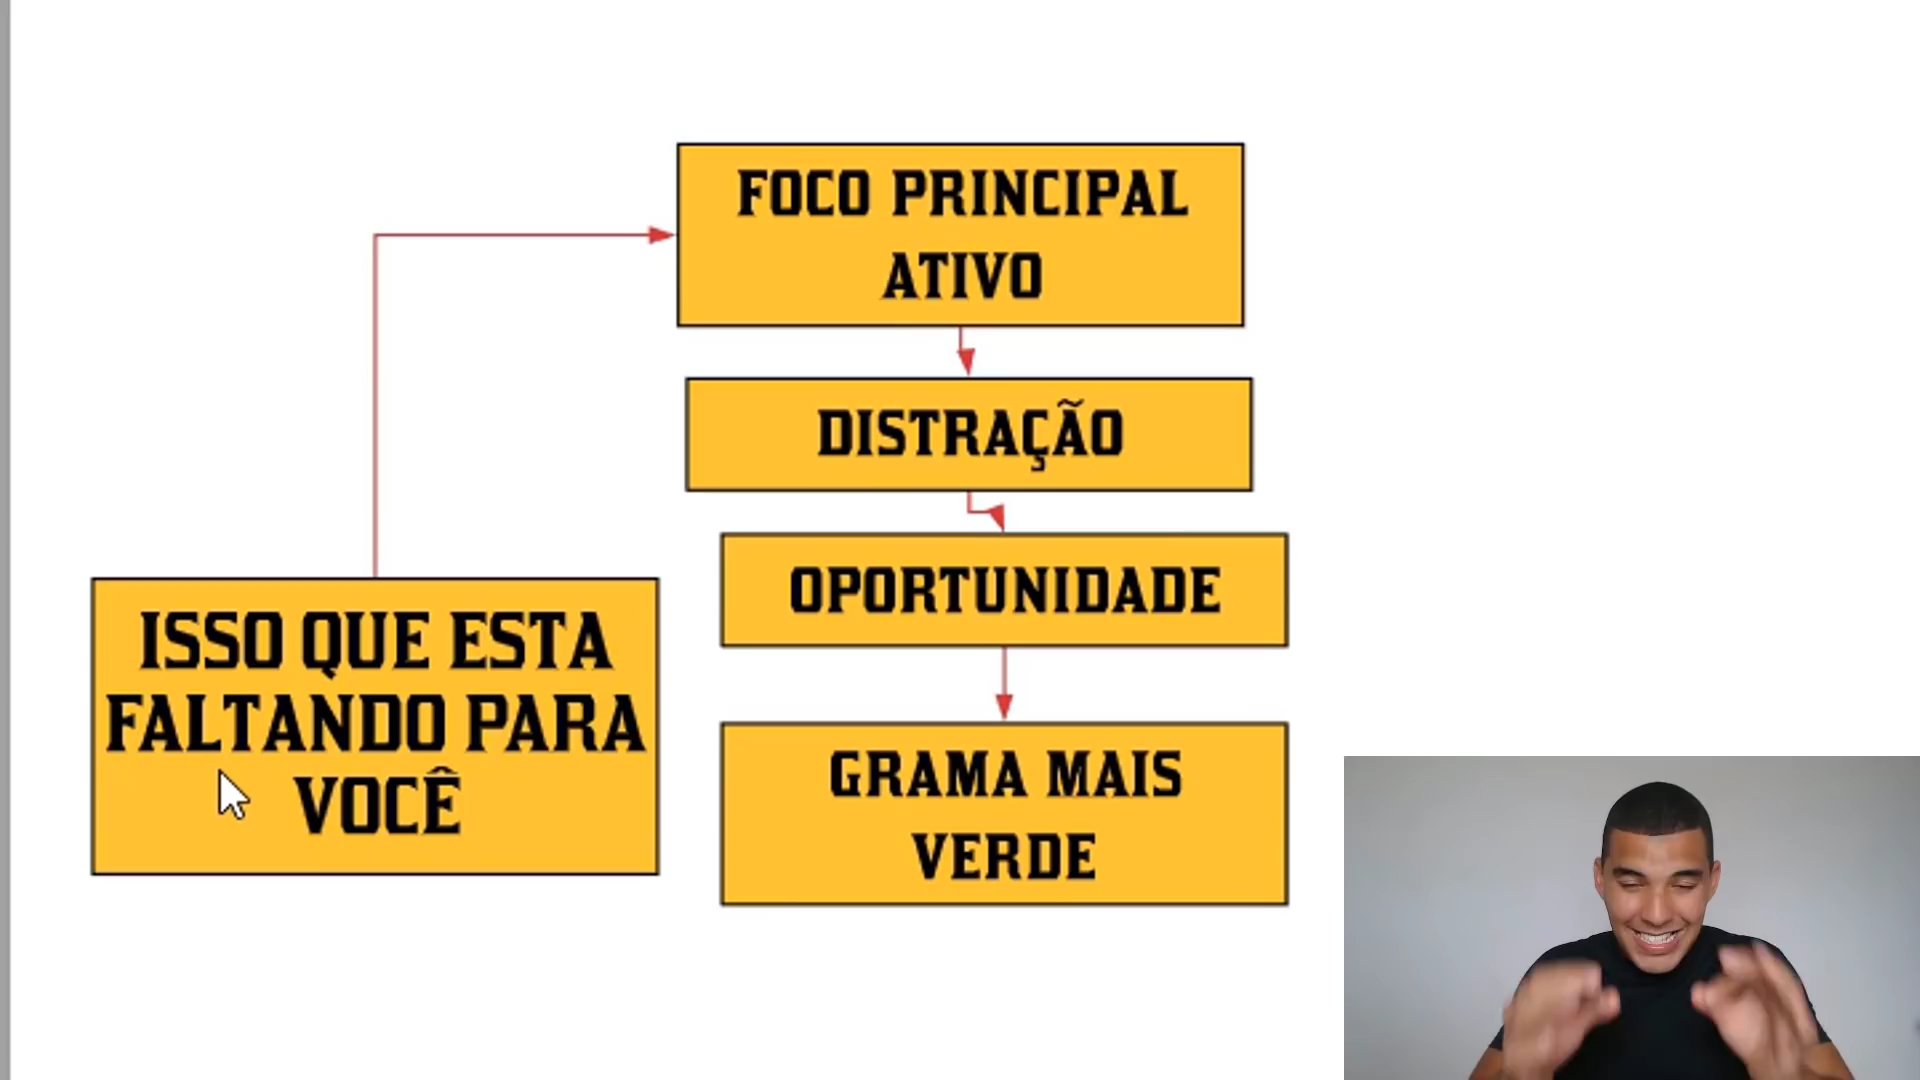 FOCO PRINCIPAL
ATIVO
DISTRAÇÃO
OPORTUNIDADE
GRAMA MAIS
VERDE
ISSO QUE ESTA
FALTANDO PARA
VOCÊ